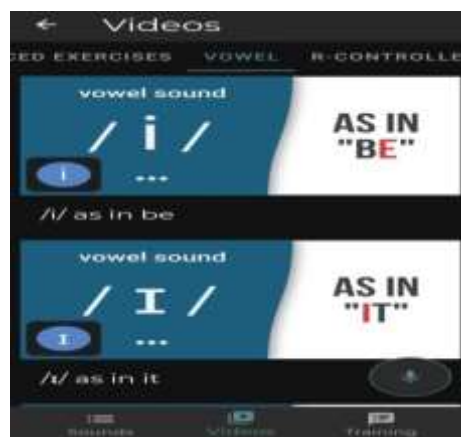 ← Videos
CED EXERCISES VOWEL R-CONTROLLE
vowel sound
/ i /
AS IN
"BE"
i
...
/i/ as in be
vowel sound
/ ɪ /
AS IN
"IT"
ɪ
...
/ɪ/ as in it
Sounds Videos Training